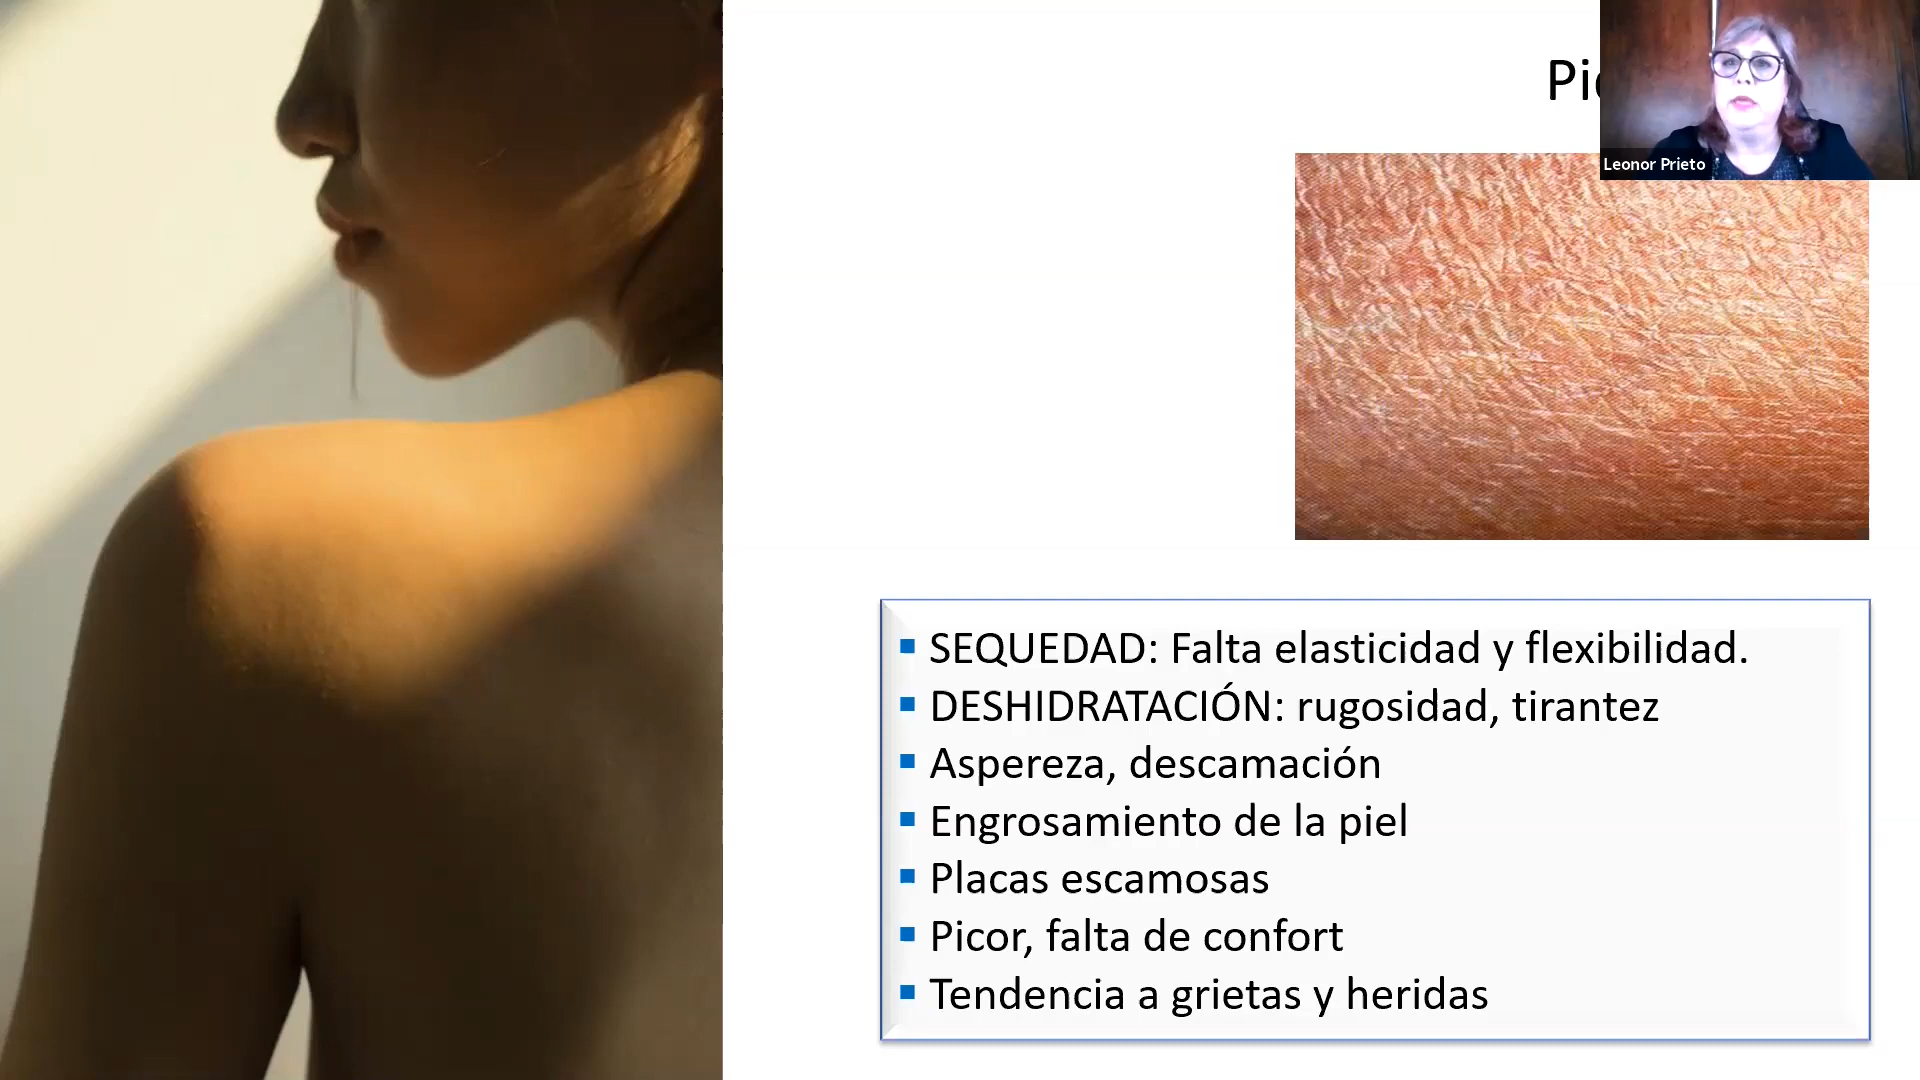 Leonor Prieto
▪ SEQUEDAD: Falta elasticidad y flexibilidad.
▪ DESHIDRATACIÓN: rugosidad, tirantez
▪ Aspereza, descamación
▪ Engrosamiento de la piel
▪ Placas escamosas
▪ Picor, falta de confort
▪ Tendencia a grietas y heridas